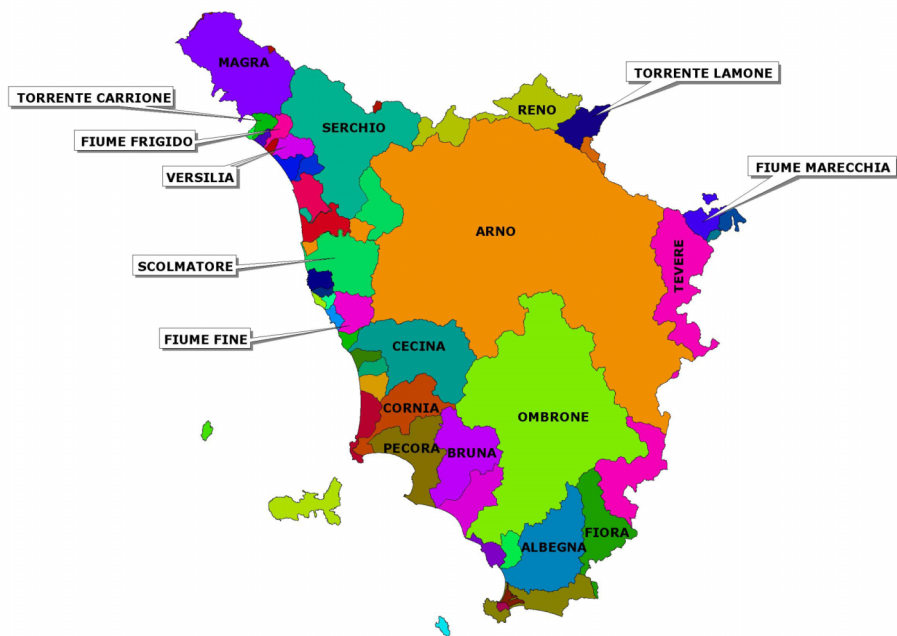 MAGRA
TORRENTE LAMONE
TORRENTE CARRIONE
RENO
SERCHIO
FIUME FRIGIDO
FIUME MARECCHIA
VERSILIA
ARNO
TEVERE
SCOLMATORE
FIUME FINE
CECINA
CORNIA
OMBRONE
PECORA
BRUNA
FIORA
ALBEGNA